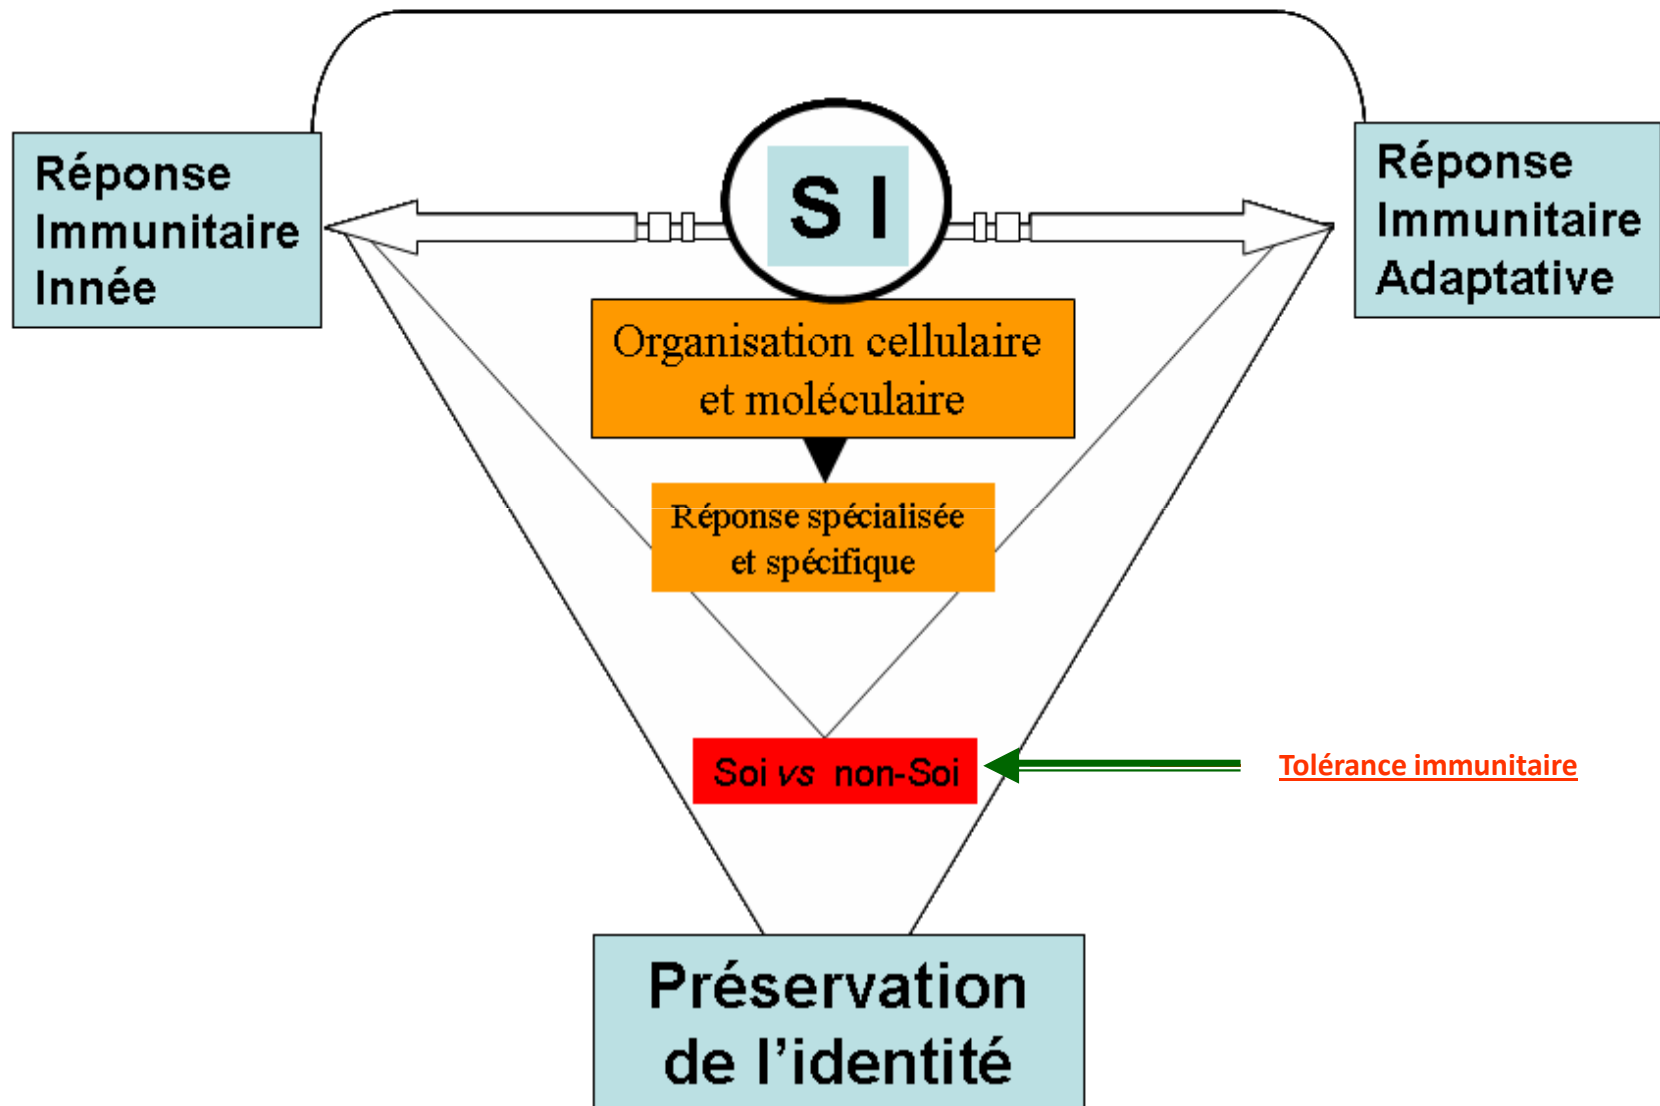 Réponse
Immunitaire
Innée
S I
Réponse
Immunitaire
Adaptative
Organisation cellulaire
et moléculaire
Réponse spécialisée
et spécifique
Soi vs non-Soi
Tolérance immunitaire
Préservation
de l'identité